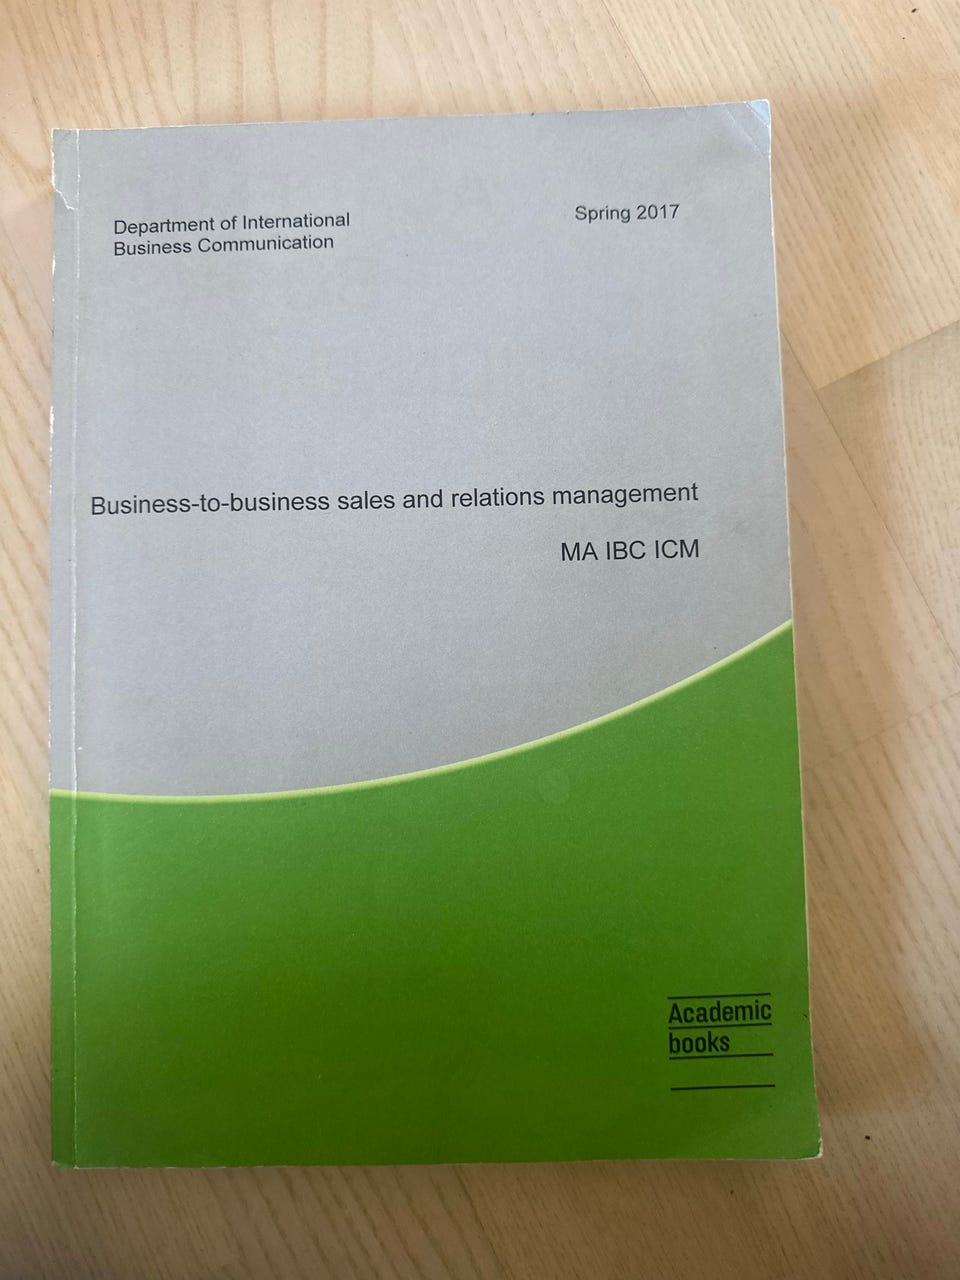 Department of International
Business Communication
Spring 2017
Business-to-business sales and relations management
MA IBC ICM
Academic
books